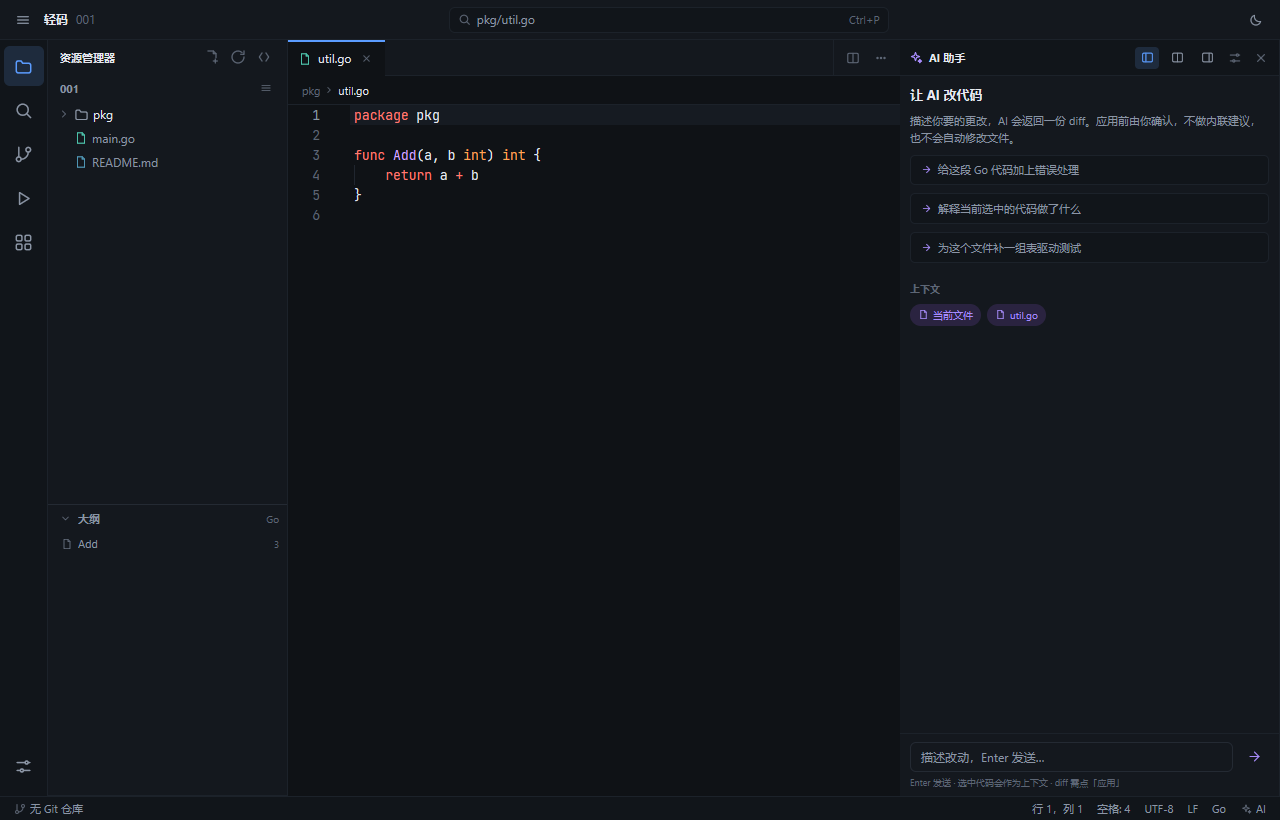 轻码 001
pkg/util.go Ctrl+P
资源管理器
001
pkg
main.go
README.md
大纲 Go
Add 3
util.go
pkg › util.go
1 package pkg
2
3 func Add(a, b int) int {
4 return a + b
5 }
6
AI 助手
让 AI 改代码
描述你要的更改，AI 会返回一份 diff。应用前由你确认，不做内联建议，
也不会自动修改文件。
→ 给这段 Go 代码加上错误处理
→ 解释当前选中的代码做了什么
→ 为这个文件补一组表驱动测试
上下文
当前文件 util.go
描述改动，Enter 发送...
Enter 发送 · 选中代码会作为上下文 · diff 需点「应用」
无 Git 仓库
行 1，列 1 空格: 4 UTF-8 LF Go AI